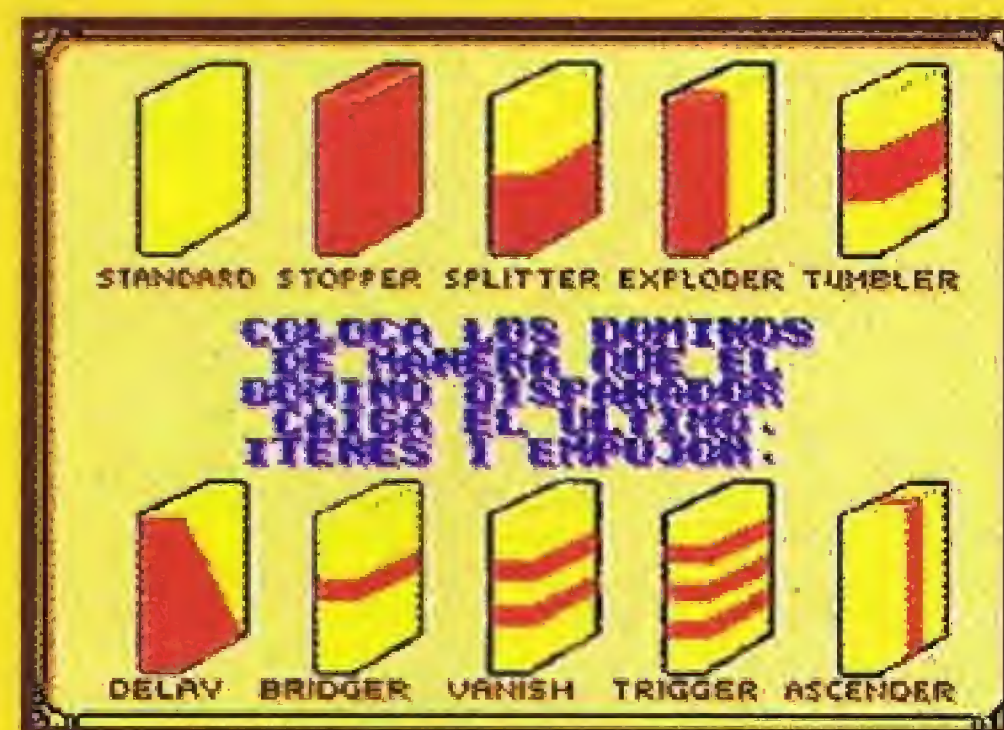 STANDARD STOPPER SPLITTER EXPLODER TUMBLER
COLOCA LOS DOMINOS
DE MANERA QUE EL
DOMINO DISPARADOR
CAIGA EL ULTIMO.
ITENES 1 EMPUJON.
DELAY BRIDGER VANISH TRIGGER ASCENDER